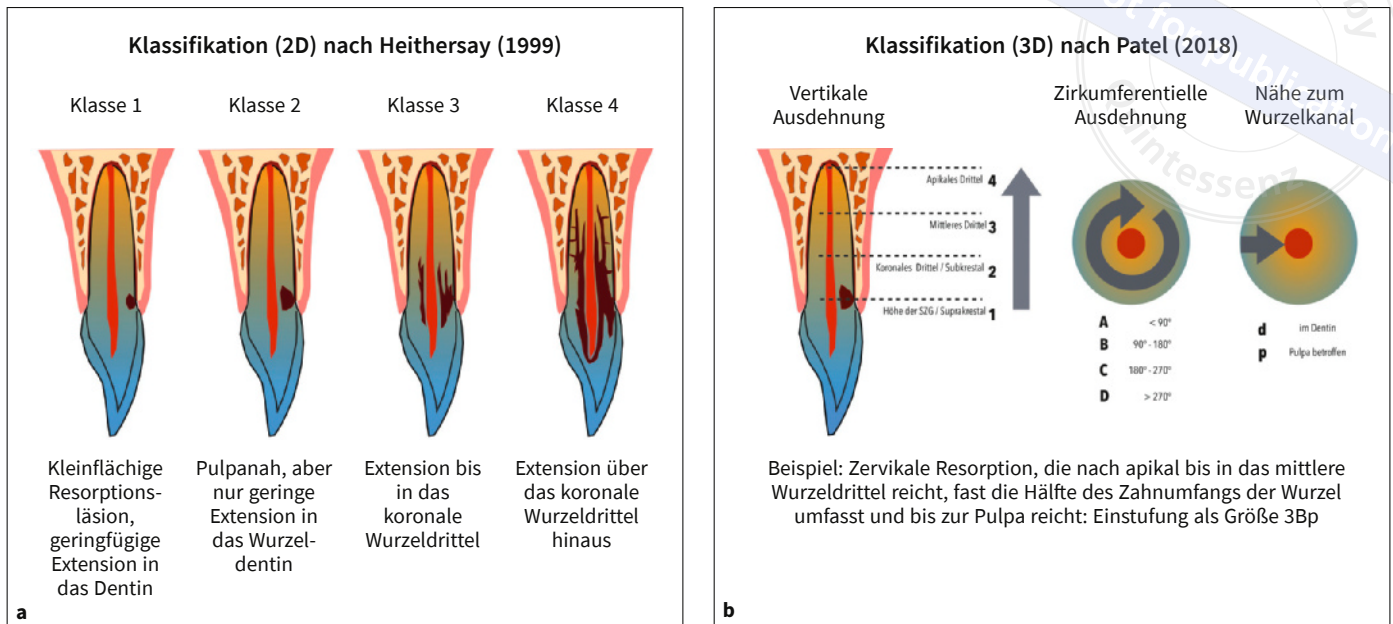 Klassifikation (2D) nach Heithersay (1999)
Klasse 1
Klasse 2
Klasse 3
Klasse 4
Kleinflächige
Resorptions-
läsion,
geringfügige
Extension in
das Dentin
Pulpanah, aber
nur geringe
Extension in
das Wurzel-
dentin
Extension bis
in das
koronale
Wurzeldrittel
Extension über
das koronale
Wurzeldrittel
hinaus
a
Klassifikation (3D) nach Patel (2018)
Vertikale
Ausdehnung
Zirkumferentielle
Ausdehnung
Nähe zum
Wurzelkanal
Apikales Drittel 4
Mittleres Drittel 3
Koronales Drittel / Subkrestal 2
Höhe der SZG / Suprakrestal 1
A < 90°
B 90° - 180°
C 180° - 270°
D > 270°
d im Dentin
p Pulpa betroffen
Beispiel: Zervikale Resorption, die nach apikal bis in das mittlere
Wurzeldrittel reicht, fast die Hälfte des Zahnumfangs der Wurzel
umfasst und bis zur Pulpa reicht: Einstufung als Größe 3Bp
b
for publication
by
Quintessenz